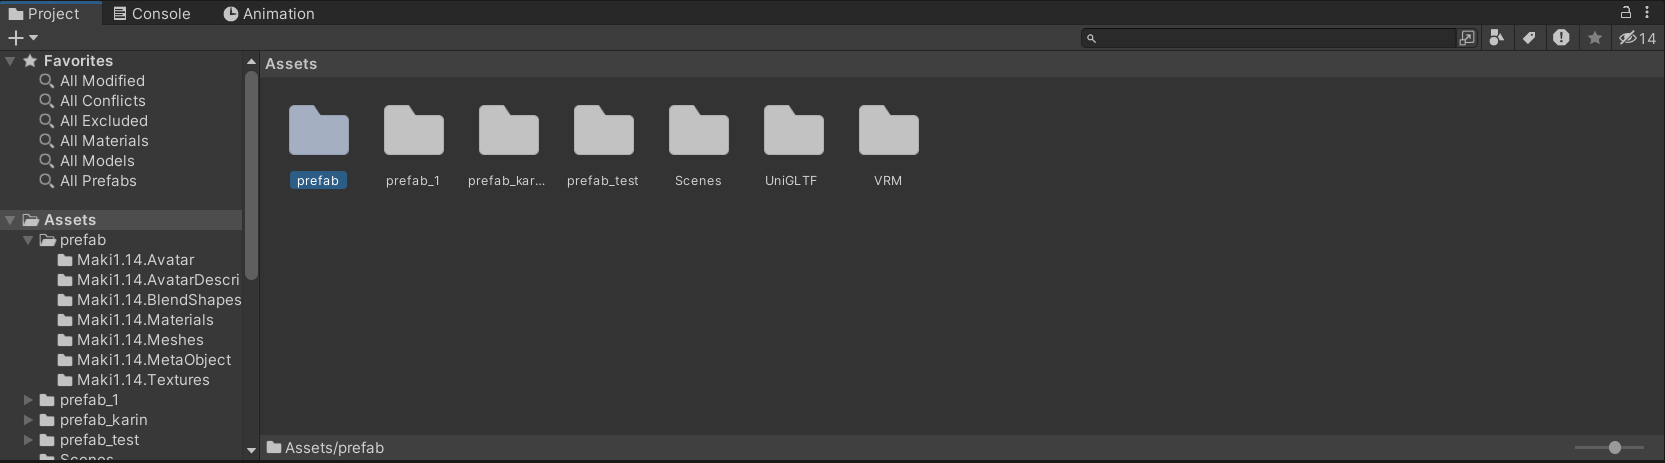 Project
Console
Animation
14
Favorites
All Modified
All Conflicts
All Excluded
All Materials
All Models
All Prefabs
Assets
prefab
Maki1.14.Avatar
Maki1.14.AvatarDescri
Maki1.14.BlendShapes
Maki1.14.Materials
Maki1.14.Meshes
Maki1.14.MetaObject
Maki1.14.Textures
prefab_1
prefab_karin
prefab_test
Scenes
Assets
prefab
prefab_1
prefab_kar...
prefab_test
Scenes
UniGLTF
VRM
Assets/prefab